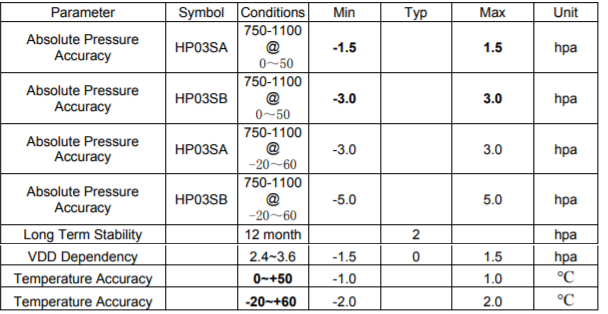 Parameter Symbol Conditions Min Typ Max Unit
Absolute Pressure Accuracy HP03SA 750-1100 @ 0～50 -1.5 1.5 hpa
Absolute Pressure Accuracy HP03SB 750-1100 @ 0～50 -3.0 3.0 hpa
Absolute Pressure Accuracy HP03SA 750-1100 @ -20～60 -3.0 3.0 hpa
Absolute Pressure Accuracy HP03SB 750-1100 @ -20～60 -5.0 5.0 hpa
Long Term Stability 12 month 2 hpa
VDD Dependency 2.4~3.6 -1.5 0 1.5 hpa
Temperature Accuracy 0~+50 -1.0 1.0 ℃
Temperature Accuracy -20~+60 -2.0 2.0 ℃